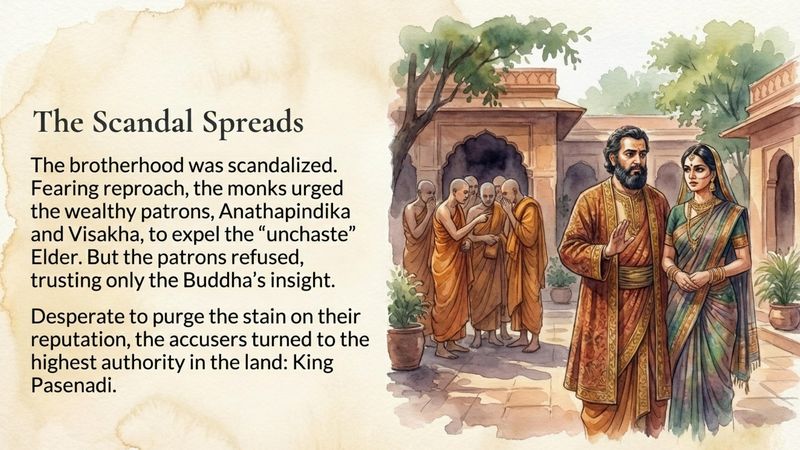 The Scandal Spreads
The brotherhood was scandalized.
Fearing reproach, the monks urged
the wealthy patrons, Anathapindika
and Visakha, to expel the “unchaste”
Elder. But the patrons refused,
trusting only the Buddha’s insight.
Desperate to purge the stain on their
reputation, the accusers turned to the
highest authority in the land: King
Pasenadi.